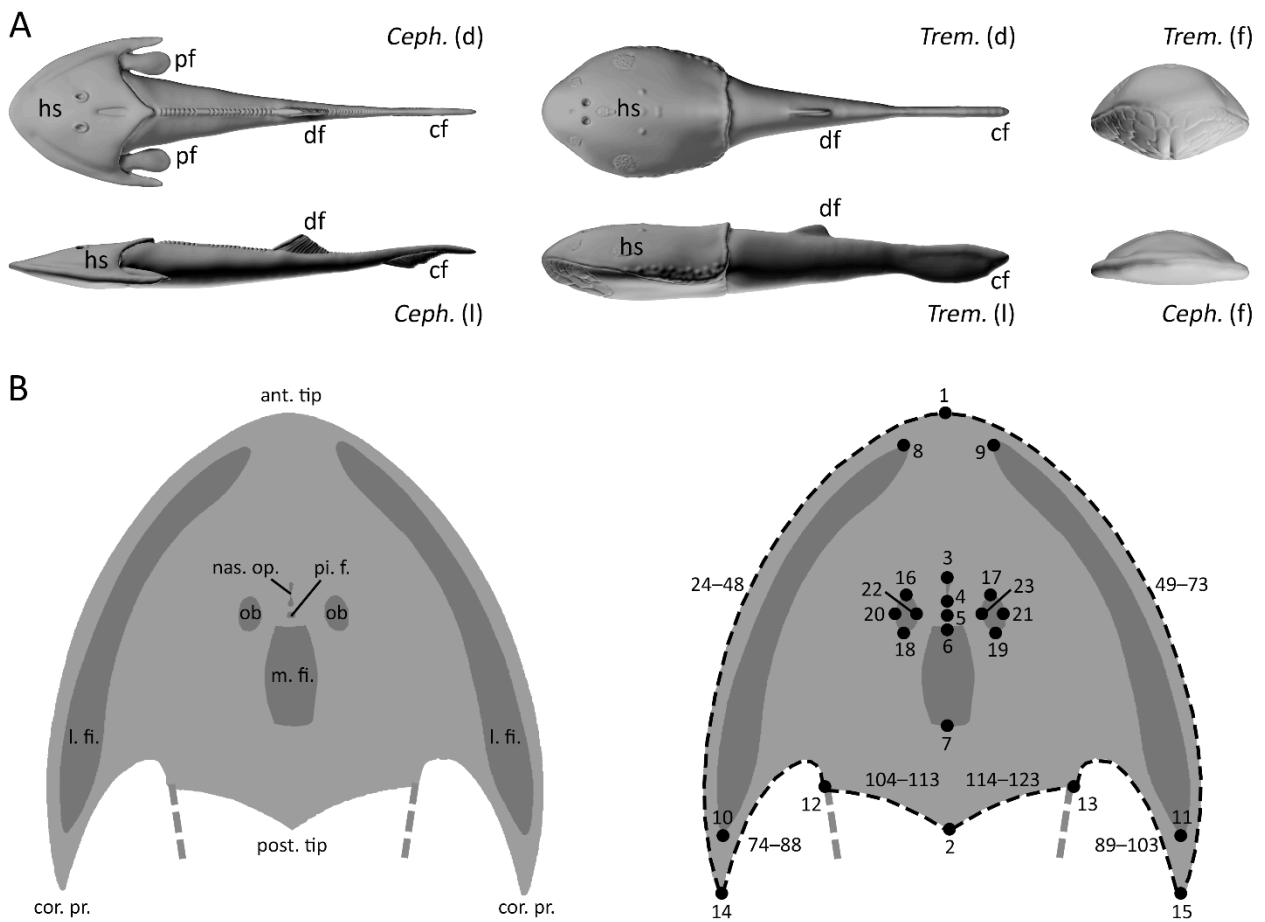 A
Ceph. (d)
Trem. (d)
Trem. (f)
pf
hs
hs
df
cf
df
cf
pf
df
df
hs
hs
cf
cf
Ceph. (l)
Trem. (l)
Ceph. (f)
B
ant. tip
nas. op.
pi. f.
ob
ob
m. fi.
l. fi.
l. fi.
post. tip
cor. pr.
cor. pr.
1
8
9
3
24–48
49–73
16
17
22
4
23
20
5
21
18
6
19
7
104–113
114–123
12
13
10
11
74–88
2
89–103
14
15